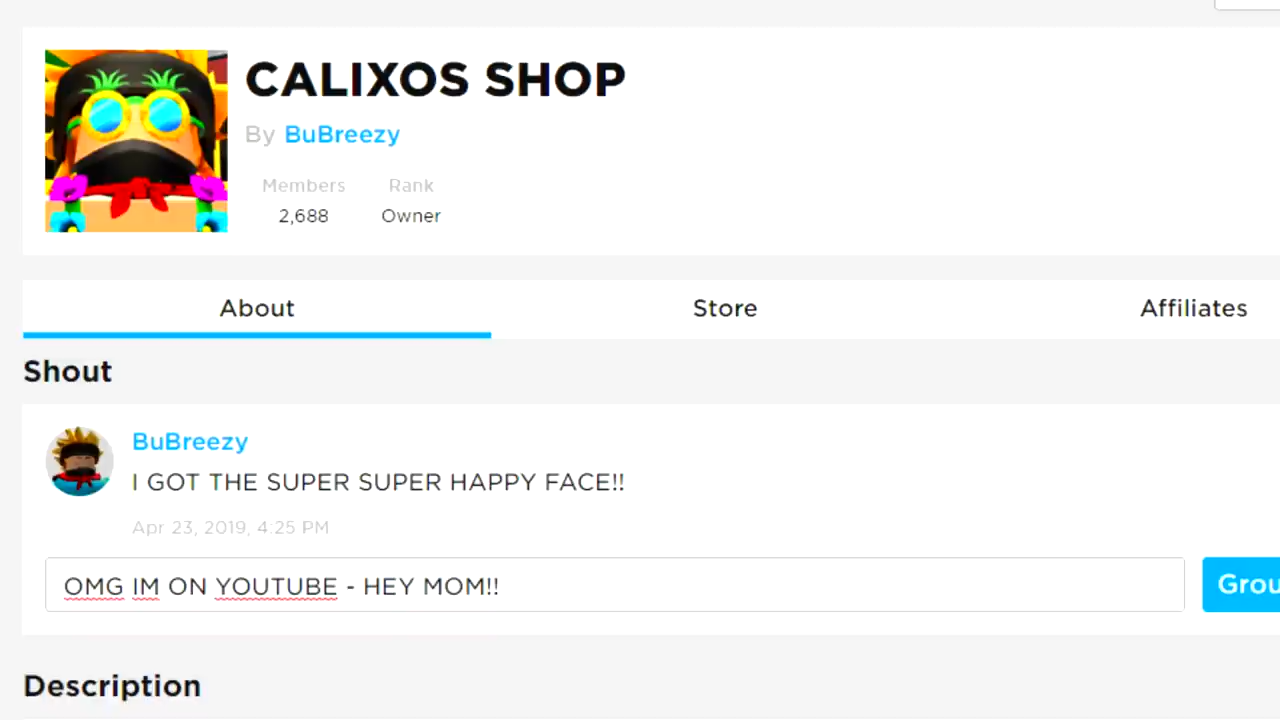 CALIXOS SHOP
By BuBreezy
Members Rank
2,688 Owner
About Store Affiliates
Shout
BuBreezy
I GOT THE SUPER SUPER HAPPY FACE!!
Apr 23, 2019, 4:25 PM
OMG IM ON YOUTUBE - HEY MOM!!
Grou
Description